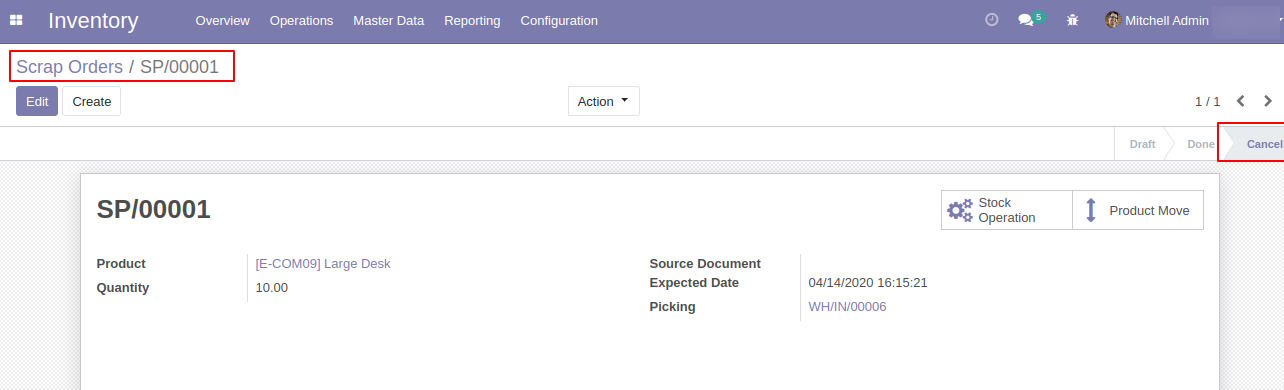 Inventory Overview Operations Master Data Reporting Configuration 5 Mitchell Admin
Scrap Orders / SP/00001
Edit Create Action 1 / 1
Draft Done Cancel
SP/00001
Stock Operation Product Move
Product [E-COM09] Large Desk
Quantity 10.00
Source Document
Expected Date 04/14/2020 16:15:21
Picking WH/IN/00006